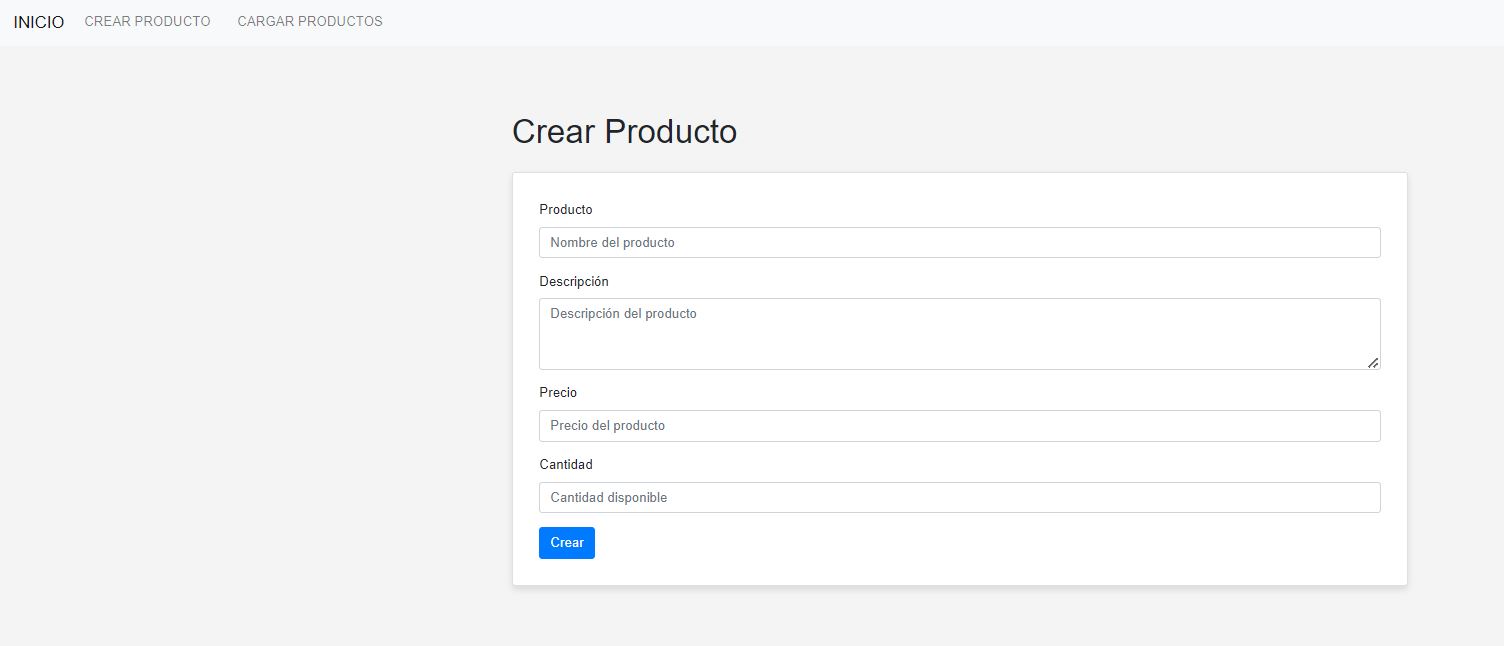 INICIO CREAR PRODUCTO CARGAR PRODUCTOS
Crear Producto
Producto
Nombre del producto
Descripción
Descripción del producto
Precio
Precio del producto
Cantidad
Cantidad disponible
Crear